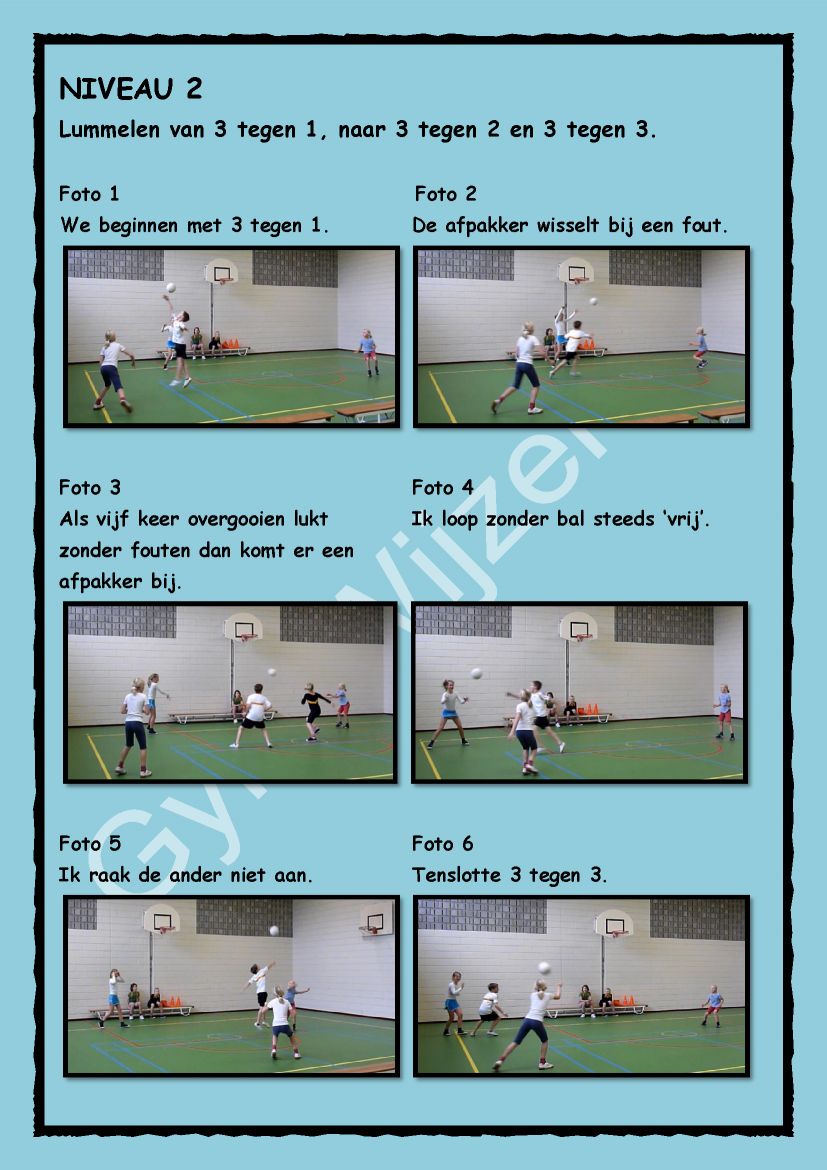 NIVEAU 2
Lummelen van 3 tegen 1, naar 3 tegen 2 en 3 tegen 3.
Foto 1
We beginnen met 3 tegen 1.
Foto 2
De afpakker wisselt bij een fout.
Foto 3
Als vijf keer overgooien lukt
zonder fouten dan komt er een
afpakker bij.
Foto 4
Ik loop zonder bal steeds ‘vrij’.
Foto 5
Ik raak de ander niet aan.
Foto 6
Tenslotte 3 tegen 3.